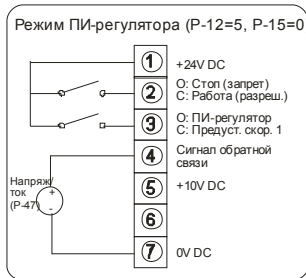 Режим ПИ-регулятора (P-12=5, P-15=0
1 +24V DC
2 O: Стоп (запрет)
C: Работа (разреш.)
3 O: ПИ-регулятор
C: Предуст. скор. 1
4 Сигнал обратной
связи
Напряж/
ток
(P-47)
+
-
5 +10V DC
6
7 0V DC